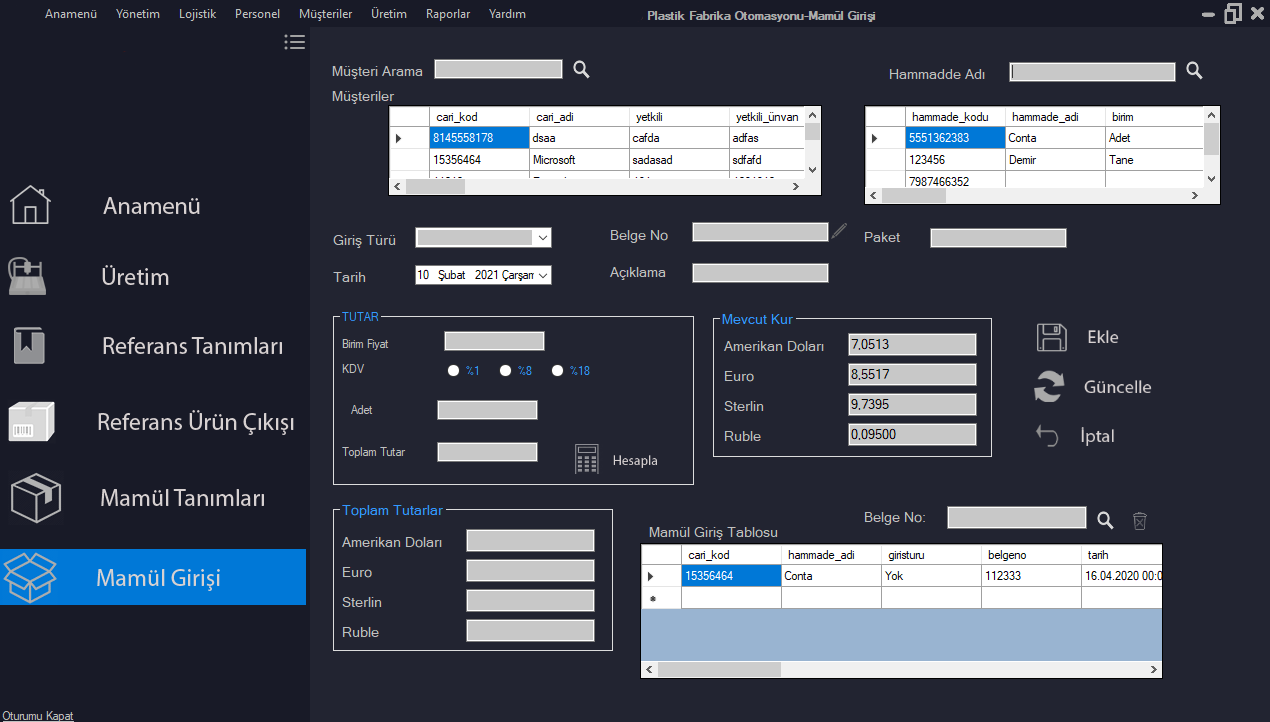 Anamenü Yönetim Lojistik Personel Müşteriler Üretim Raporlar Yardım
Plastik Fabrika Otomasyonu-Mamül Girişi
Anamenü
Üretim
Referans Tanımları
Referans Ürün Çıkışı
Mamül Tanımları
Mamül Girişi
Oturumu Kapat
Müşteri Arama
Müşteriler
cari_kod cari_adi yetkili yetkili_ünvan
8145558178 dsaa cafda adfas
15356464 Microsoft sadasad sdfafd
Hammadde Adı
hammade_kodu hammade_adi birim
5551362383 Conta Adet
123456 Demir Tane
7987466352
Giriş Türü
Belge No
Paket
Tarih
10 Şubat 2021 Çarşam
Açıklama
TUTAR
Birim Fiyat
KDV %1 %8 %18
Adet
Toplam Tutar
Hesapla
Mevcut Kur
Amerikan Doları 7,0513
Euro 8,5517
Sterlin 9,7395
Ruble 0,09500
Ekle
Güncelle
İptal
Toplam Tutarlar
Amerikan Doları
Euro
Sterlin
Ruble
Belge No:
Mamül Giriş Tablosu
cari_kod hammade_adi giristuru belgeno tarih
15356464 Conta Yok 112333 16.04.2020 00:0